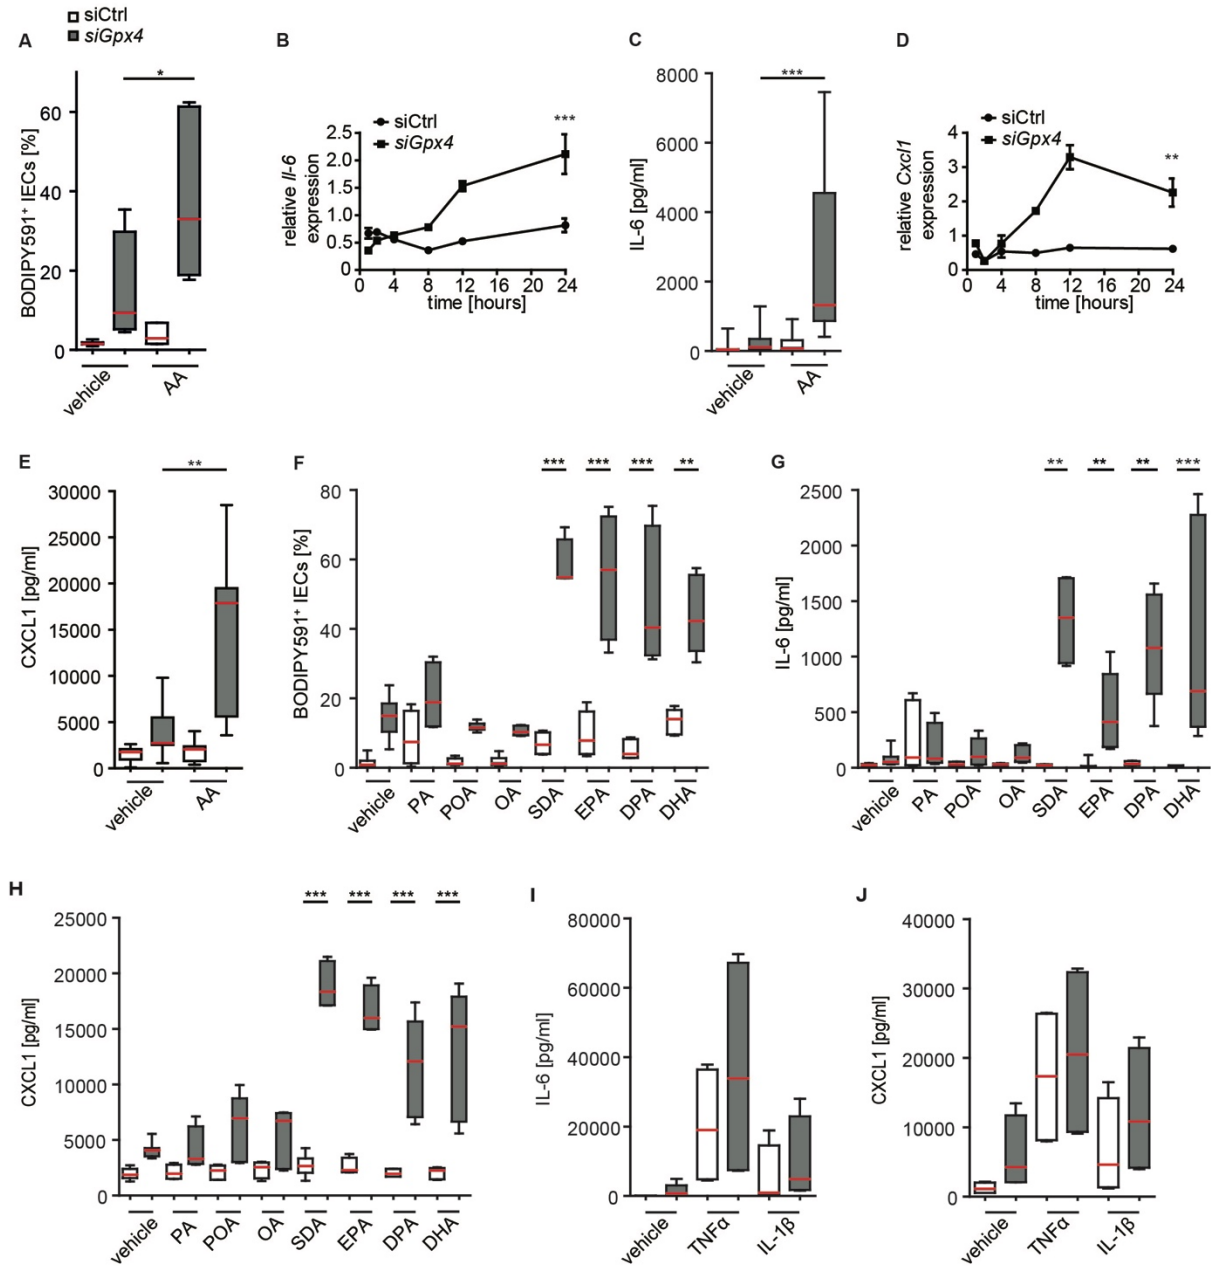 siCtrl
siGpx4
A
BODIPY591+ IECs [%]
60
40
20
0
*
vehicle
AA
B
relative Il-6
expression
siCtrl
siGpx4
***
2.5
2.0
1.5
1.0
0.5
0
0 4 8 12 16 20 24
time [hours]
C
IL-6 [pg/ml]
8000
6000
4000
2000
0
***
vehicle
AA
D
relative Cxcl1
expression
siCtrl
siGpx4
**
4
3
2
1
0
0 4 8 12 16 20 24
time [hours]
E
CXCL1 [pg/ml]
30000
25000
20000
15000
10000
5000
0
**
vehicle
AA
F
BODIPY591+ IECs [%]
80
60
40
20
0
*** *** *** **
vehicle PA POA OA SDA EPA DPA DHA
G
IL-6 [pg/ml]
2500
2000
1500
1000
500
0
** ** ** ***
vehicle PA POA OA SDA EPA DPA DHA
H
CXCL1 [pg/ml]
25000
20000
15000
10000
5000
0
*** *** *** ***
vehicle PA POA OA SDA EPA DPA DHA
I
IL-6 [pg/ml]
80000
60000
40000
20000
0
vehicle TNFα IL-1β
J
CXCL1 [pg/ml]
40000
30000
20000
10000
0
vehicle TNFα IL-1β